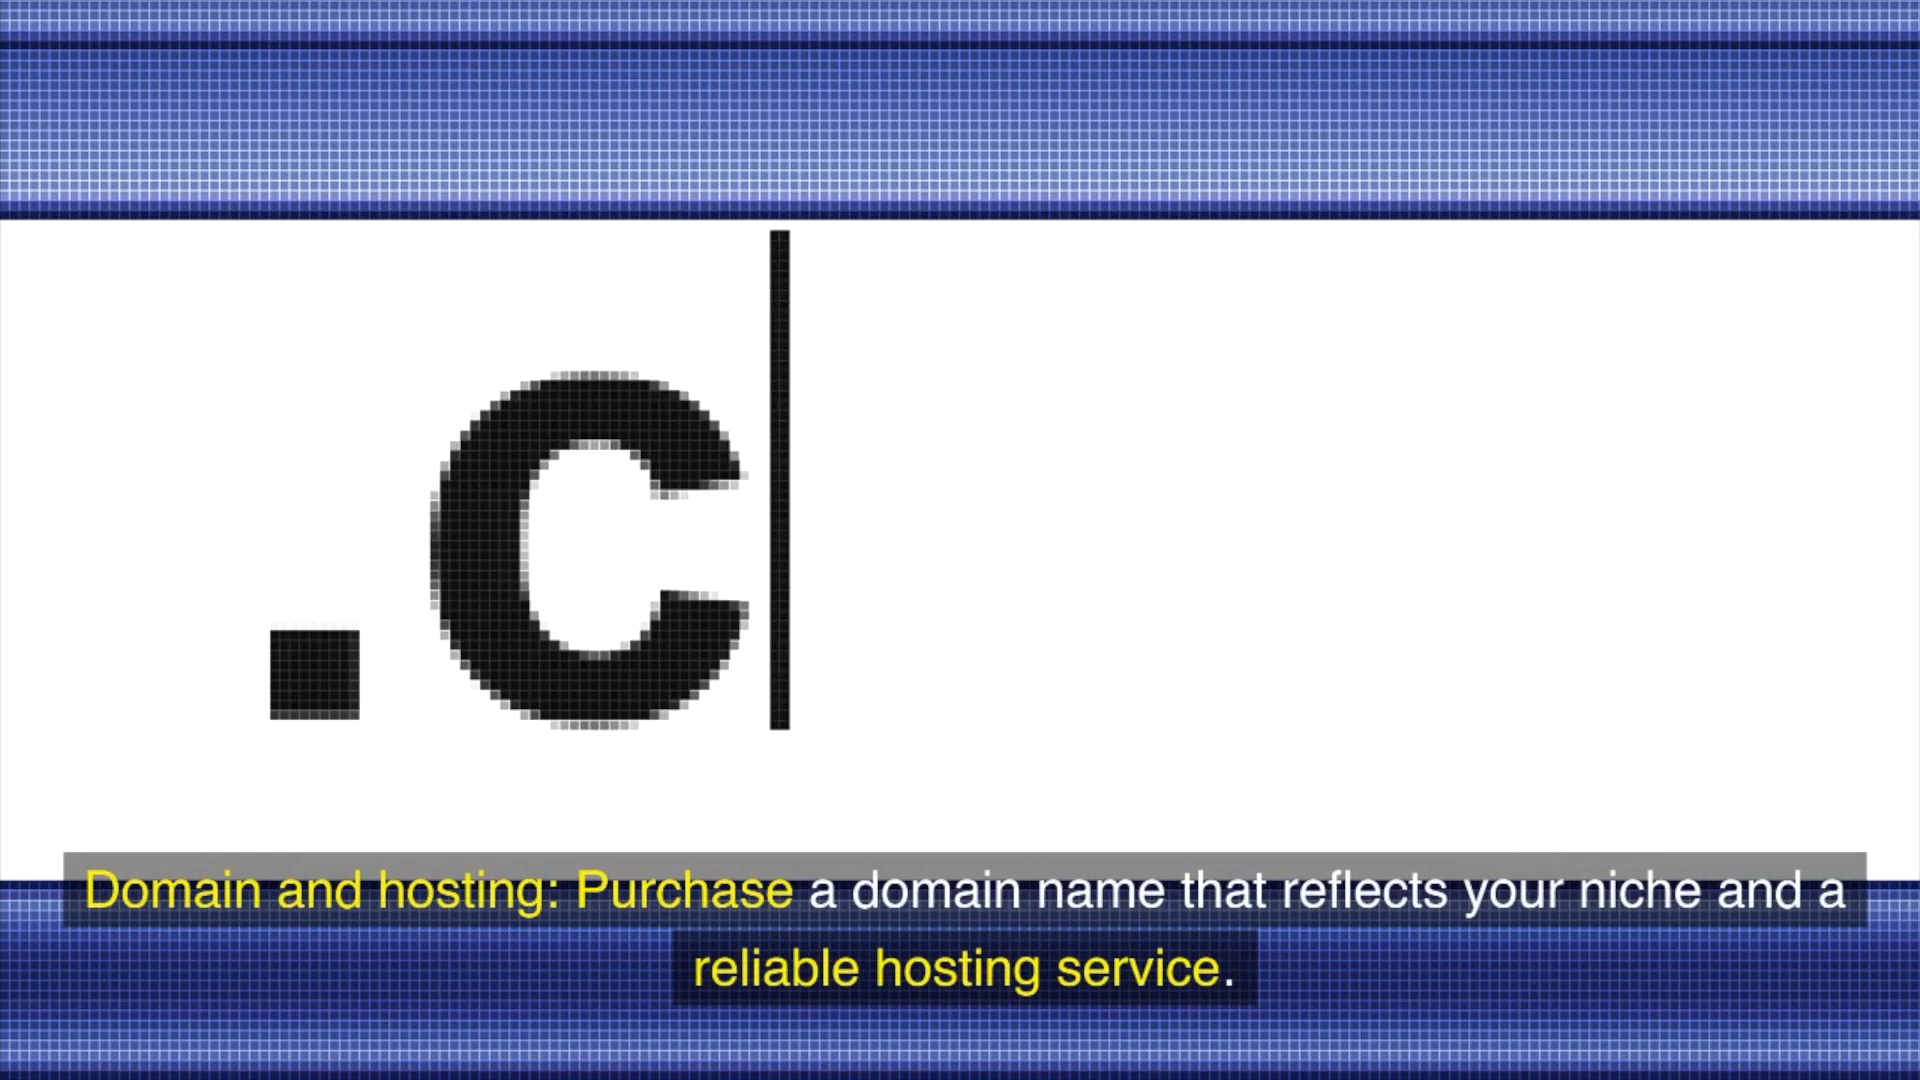 .c
Domain and hosting: Purchase a domain name that reflects your niche and a
reliable hosting service.